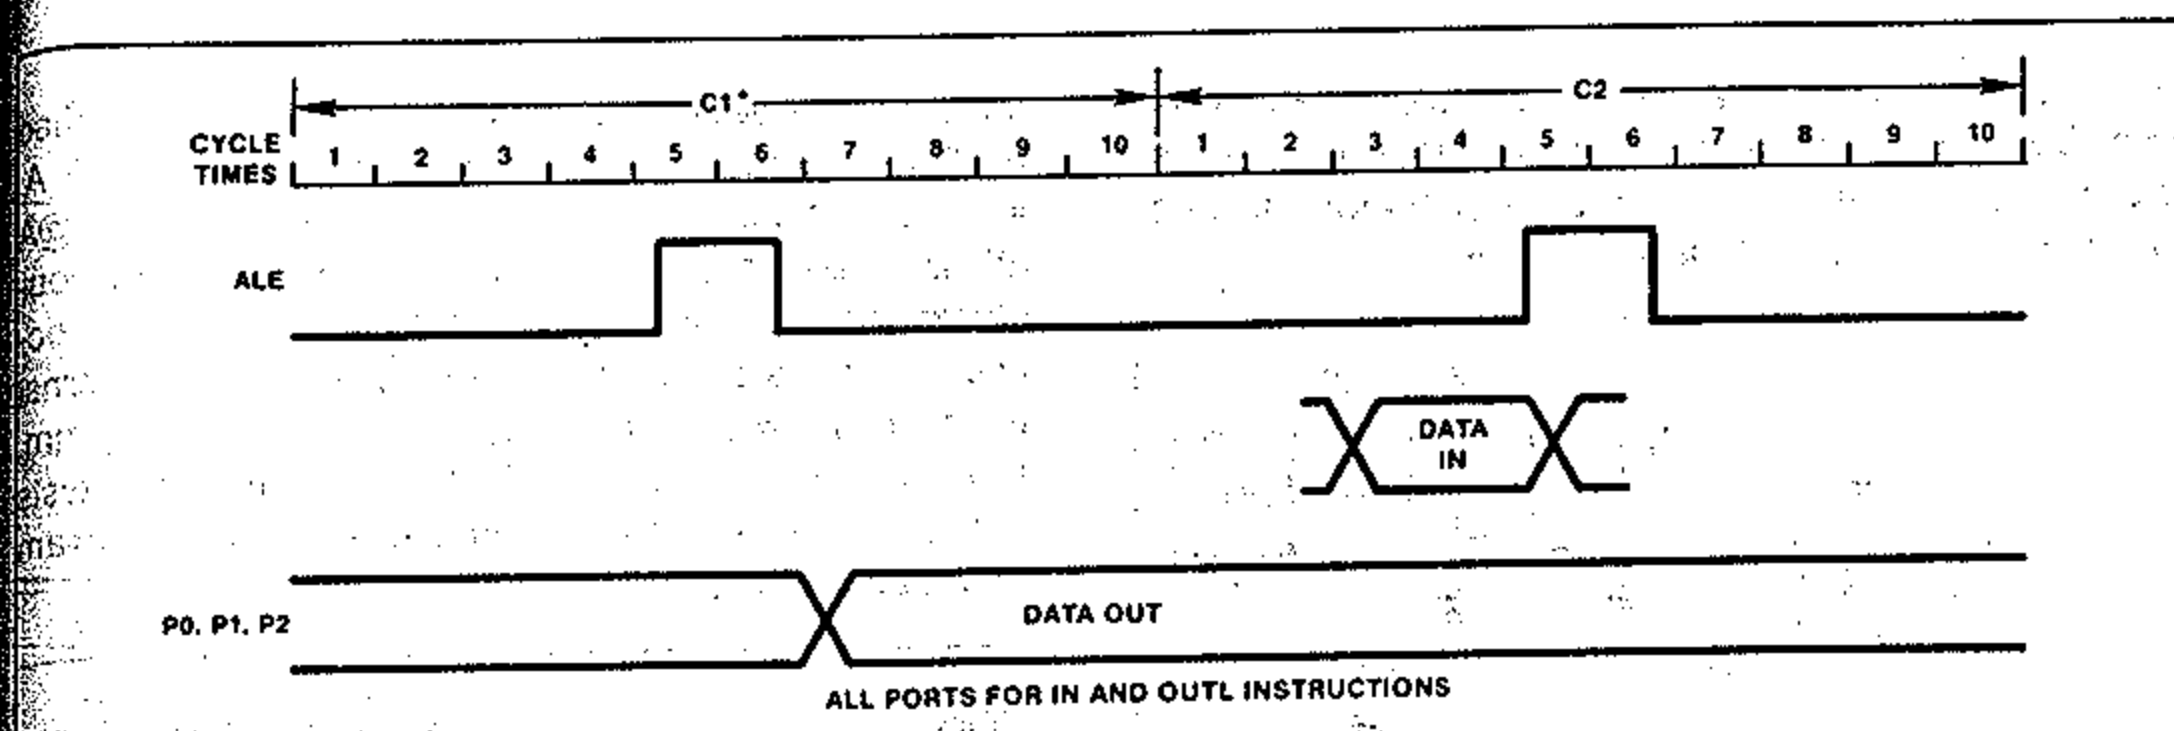 C1* C2
CYCLE
TIMES
1 2 3 4 5 6 7 8 9 10 1 2 3 4 5 6 7 8 9 10
ALE
DATA
IN
P0, P1, P2
DATA OUT
ALL PORTS FOR IN AND OUTL INSTRUCTIONS